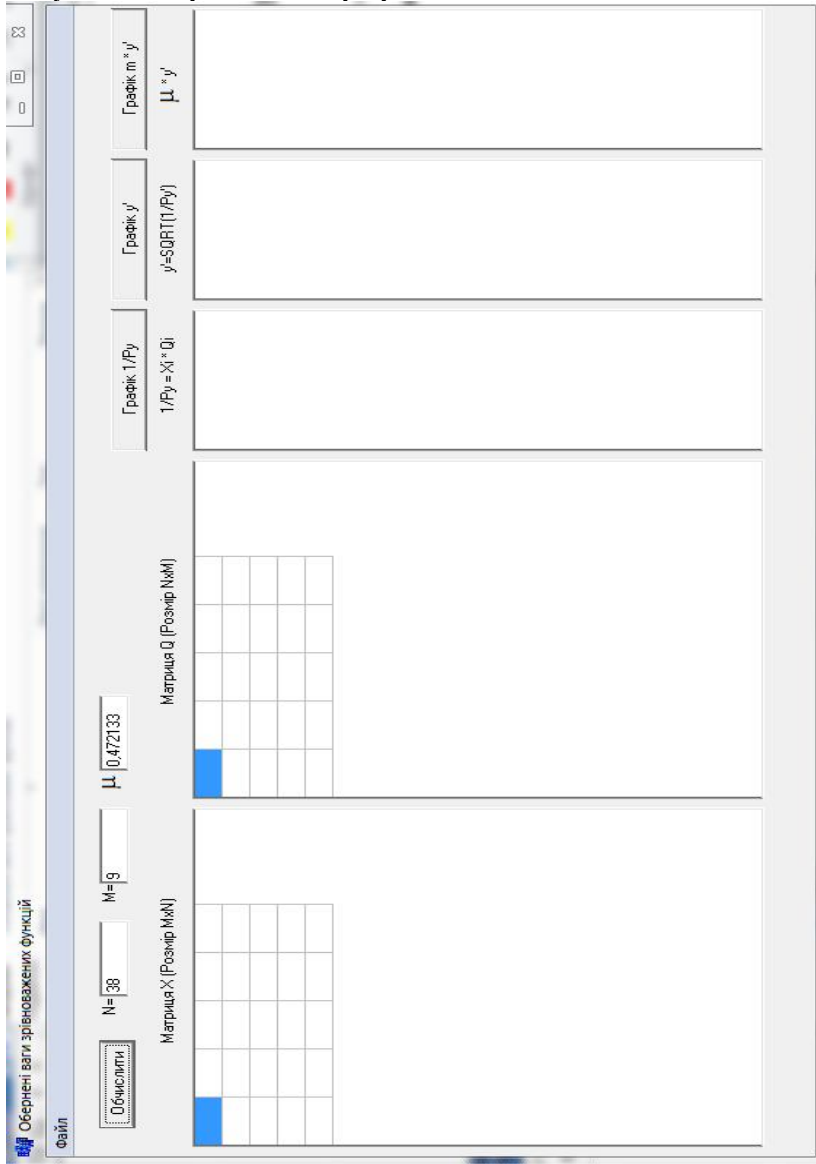 Обернені ваги зрівноважених функцій
Файл
Обчислити N= 38 M= 9 μ 0,472133 Графік 1/Py Графік y' Графік m * y'
Матриця X (Розмір MxN) Матриця Q (Розмір NxM) 1/Py = Xi * Qi y'=SQRT(1/Py') μ * y'